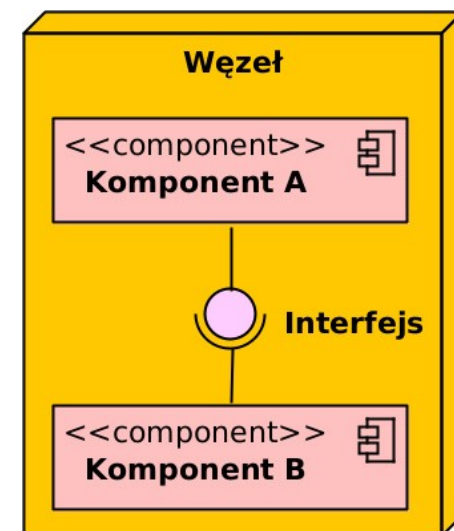 Węzeł
<<component>>
Komponent A
Interfejs
<<component>>
Komponent B